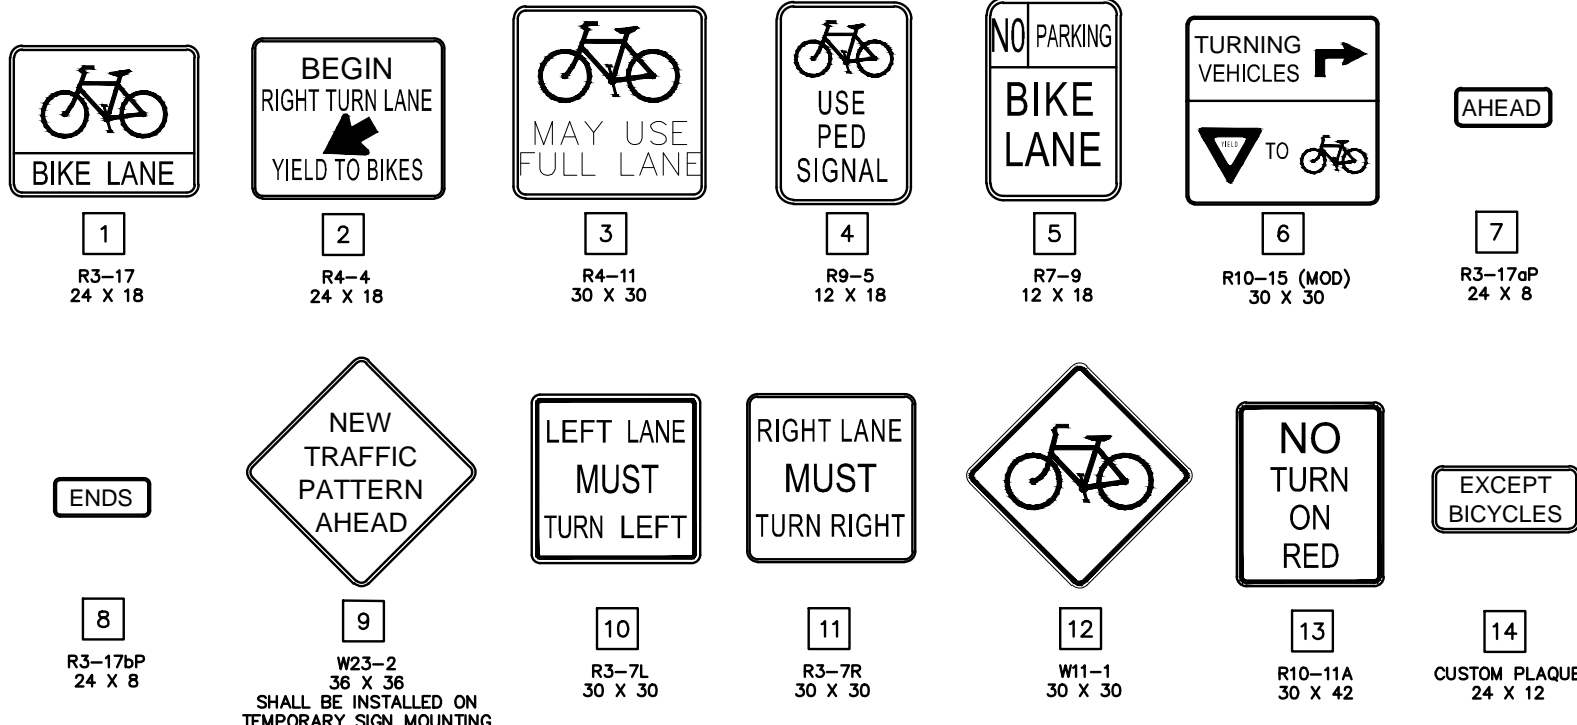 BIKE LANE
1
R3-17
24 X 18
BEGIN
RIGHT TURN LANE
YIELD TO BIKES
2
R4-4
24 X 18
MAY USE
FULL LANE
3
R4-11
30 X 30
USE
PED
SIGNAL
4
R9-5
12 X 18
NO PARKING
BIKE
LANE
5
R7-9
12 X 18
TURNING
VEHICLES
YIELD TO
6
R10-15 (MOD)
30 X 30
AHEAD
7
R3-17aP
24 X 8
ENDS
8
R3-17bP
24 X 8
NEW
TRAFFIC
PATTERN
AHEAD
9
W23-2
36 X 36
SHALL BE INSTALLED ON
TEMPORARY SIGN MOUNTING
LEFT LANE
MUST
TURN LEFT
10
R3-7L
30 X 30
RIGHT LANE
MUST
TURN RIGHT
11
R3-7R
30 X 30
12
W11-1
30 X 30
NO
TURN
ON
RED
13
R10-11A
30 X 42
EXCEPT
BICYCLES
14
CUSTOM PLAQUE
24 X 12